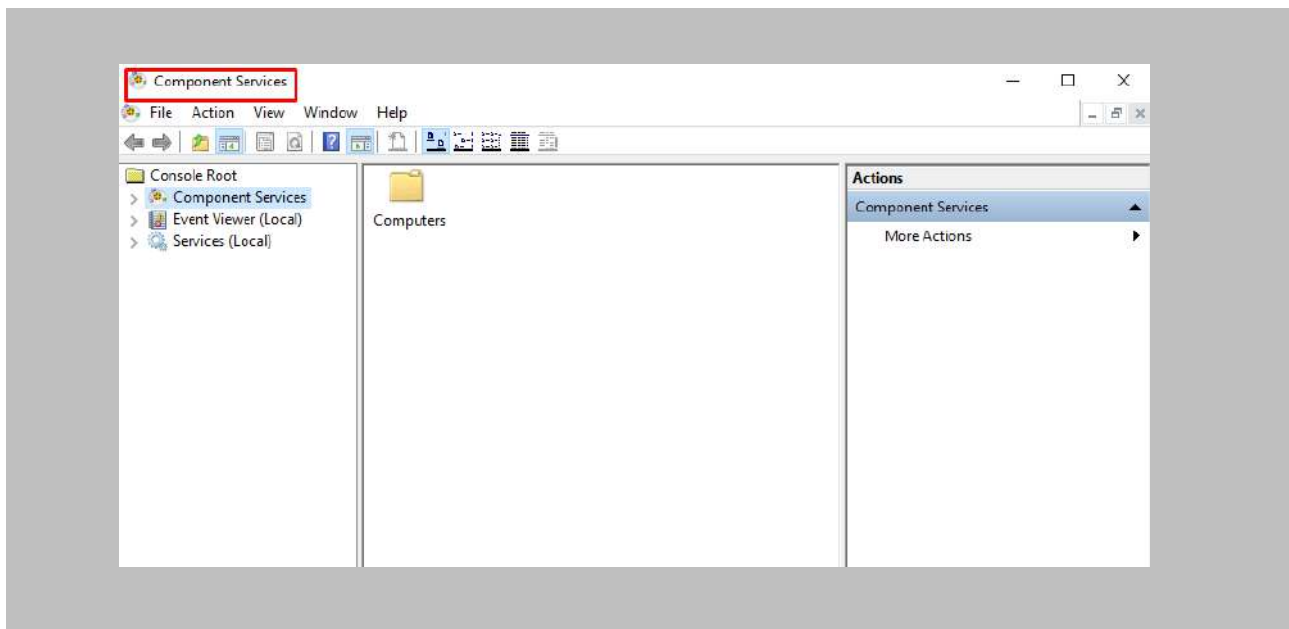 Component Services
File Action View Window Help
Console Root
Component Services
Event Viewer (Local)
Services (Local)
Computers
Actions
Component Services
More Actions